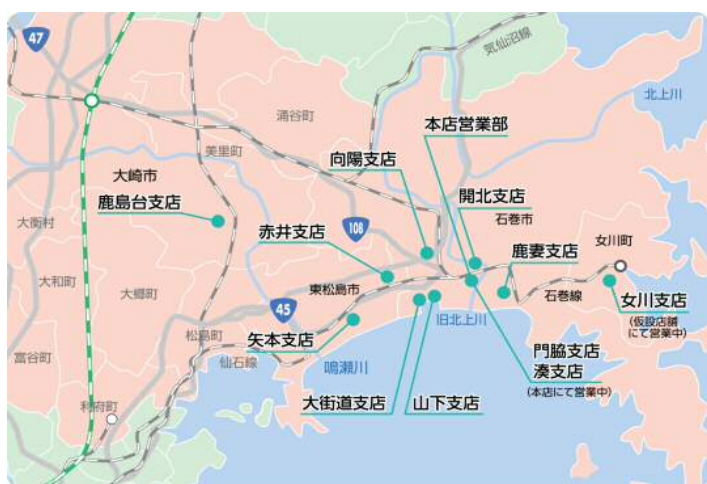 47
気仙沼線
北上川
涌谷町
本店営業部
美里町
向陽支店
大崎市
開北支店
鹿島台支店
石巻市
大衡村
108
赤井支店
鹿妻支店
女川町
大和町
大郷町
東松島市
石巻線
女川支店
45
(仮設店舗
にて営業中)
松島町
矢本支店
旧北上川
富谷町
仙石線
鳴瀬川
門脇支店
湊支店
(本店にて営業中)
大街道支店
山下支店
利府町